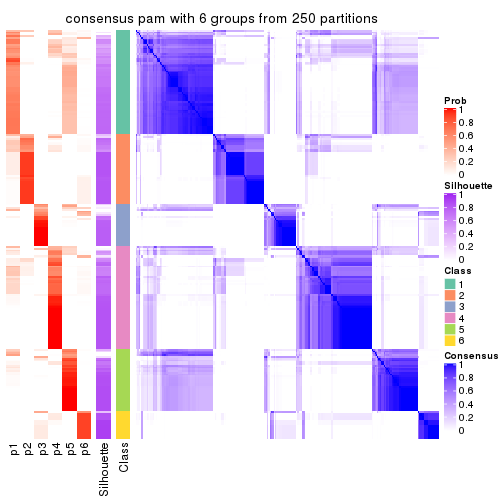 consensus pam with 6 groups from 250 partitions
Prob
1
0.8
0.6
0.4
0.2
0
Silhouette
1
0.8
0.6
0.4
0.2
0
Class
1
2
3
4
5
6
Consensus
1
0.8
0.6
0.4
0.2
0
p1
p2
p3
p4
p5
p6
Silhouette
Class